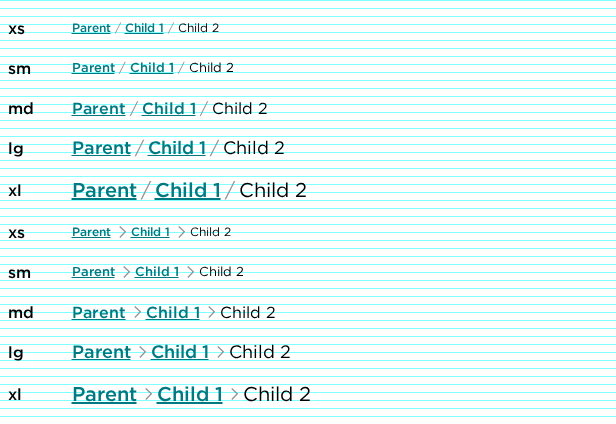 xs Parent / Child 1 / Child 2
sm Parent / Child 1 / Child 2
md Parent / Child 1 / Child 2
lg Parent / Child 1 / Child 2
xl Parent / Child 1 / Child 2
xs Parent > Child 1 > Child 2
sm Parent > Child 1 > Child 2
md Parent > Child 1 > Child 2
lg Parent > Child 1 > Child 2
xl Parent > Child 1 > Child 2